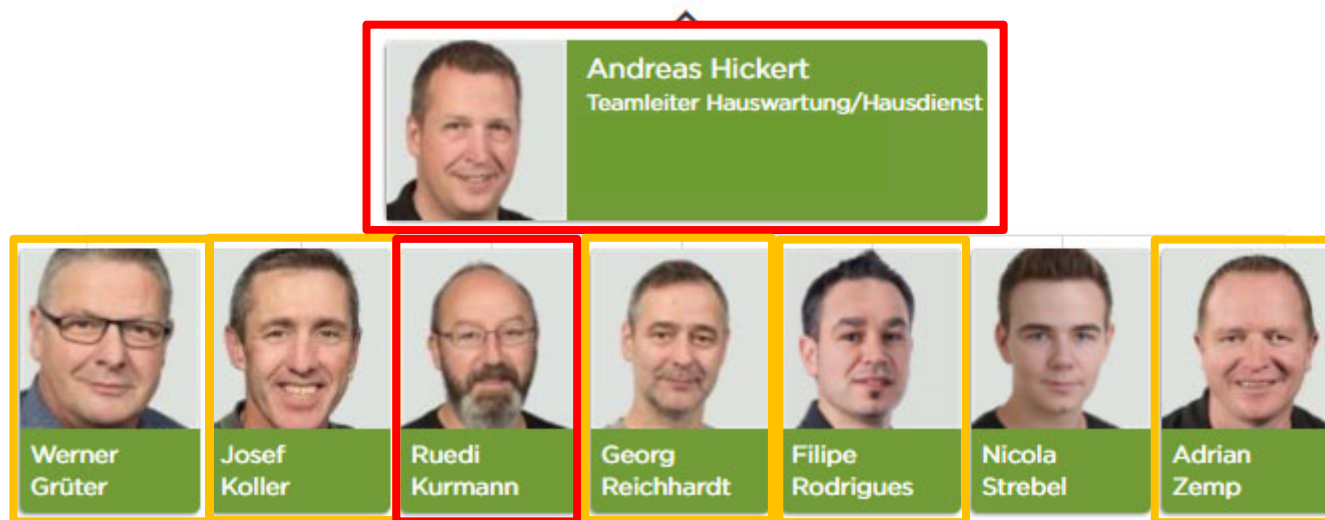 Andreas Hickert
Teamleiter Hauswartung/Hausdienst
Werner
Grüter
Josef
Koller
Ruedi
Kurmann
Georg
Reichhardt
Filipe
Rodrigues
Nicola
Strebel
Adrian
Zemp